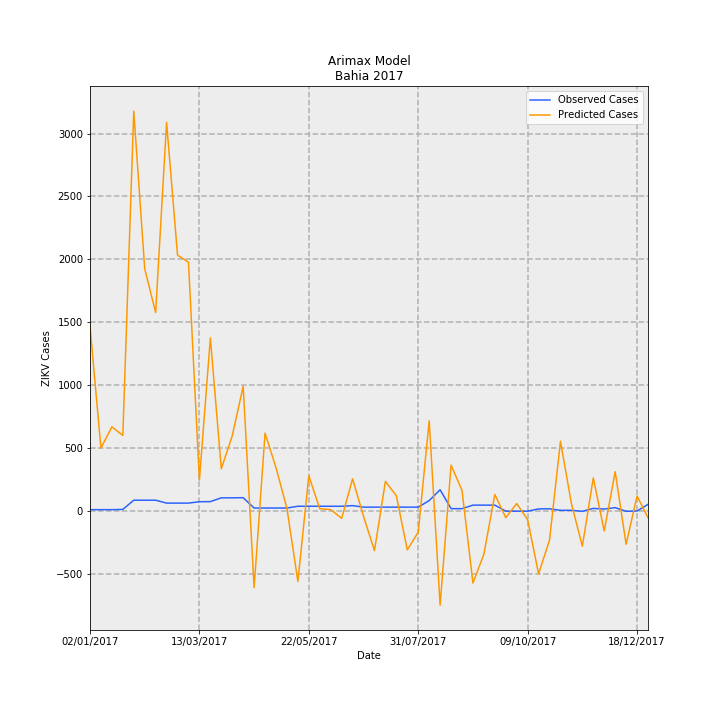 Arimax Model
Bahia 2017
Observed Cases
Predicted Cases
ZIKV Cases
3000
2500
2000
1500
1000
500
0
−500
02/01/2017
13/03/2017
22/05/2017
31/07/2017
09/10/2017
18/12/2017
Date